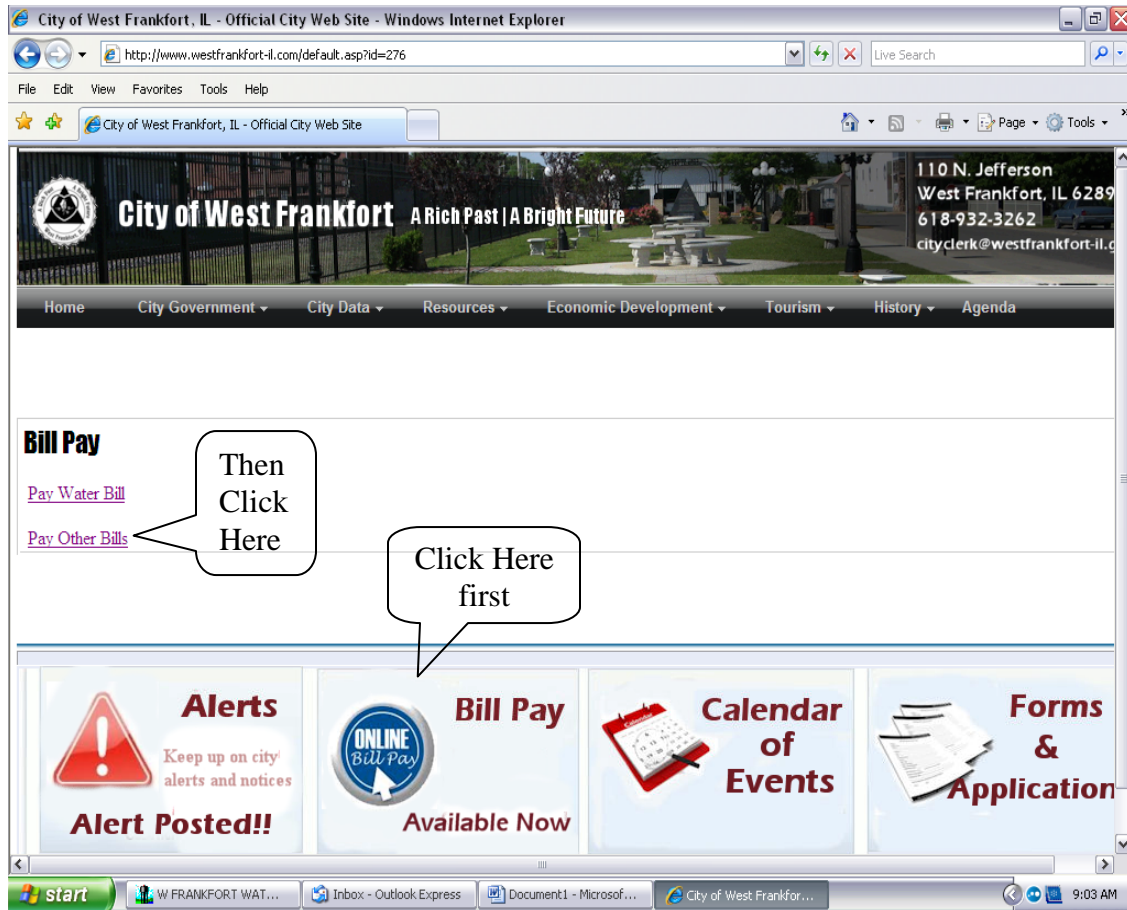 City of West Frankfort, IL - Official City Web Site - Windows Internet Explorer
http://www.westfrankfort-il.com/default.asp?id=276
Live Search
File Edit View Favorites Tools Help
City of West Frankfort, IL - Official City Web Site
Page Tools
City of West Frankfort A Rich Past | A Bright Future
110 N. Jefferson
West Frankfort, IL 6289
618-932-3262
cityclerk@westfrankfort-il.g
Home City Government City Data Resources Economic Development Tourism History Agenda
Bill Pay
Pay Water Bill
Pay Other Bills
Then
Click
Here
Click Here
first
Alerts
Keep up on city
alerts and notices
Alert Posted!!
ONLINE
Bill Pay
Bill Pay
Available Now
Calendar
of
Events
Forms
&
Application
start W FRANKFORT WAT... Inbox - Outlook Express Document1 - Microsof... City of West Frankfor... 9:03 AM